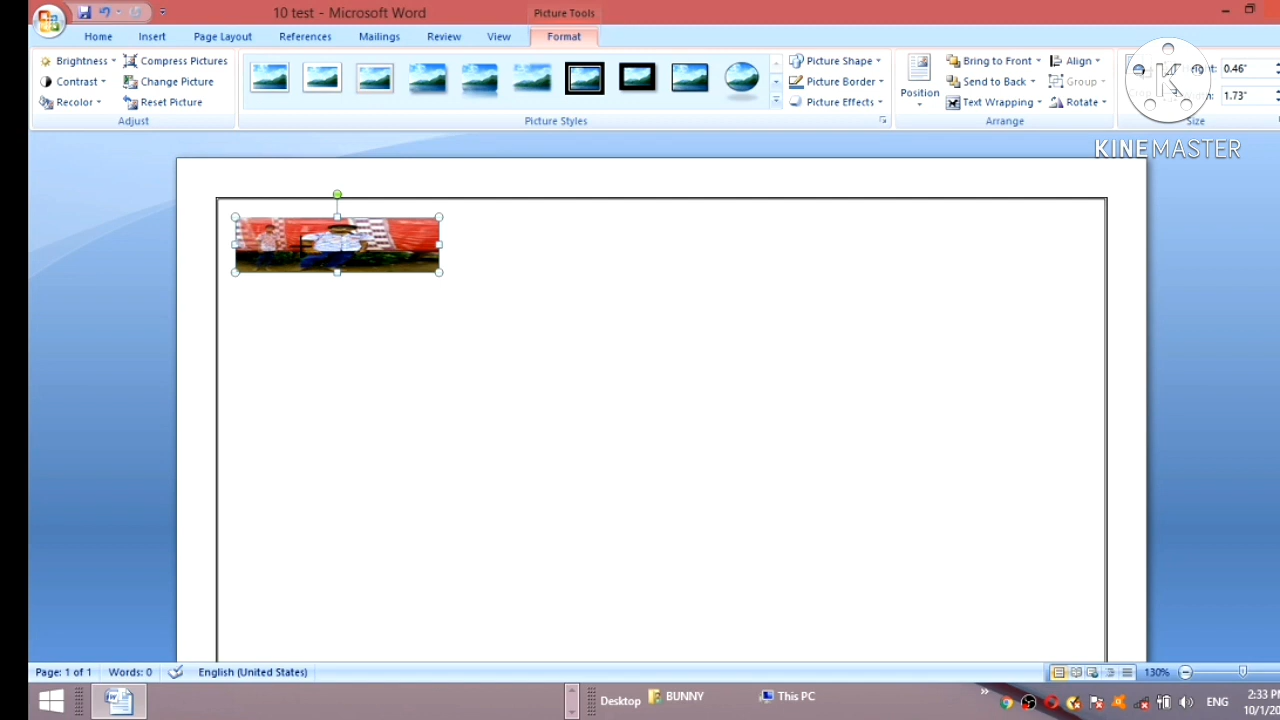 10 test - Microsoft Word
Picture Tools
Home Insert Page Layout References Mailings Review View Format
Brightness Compress Pictures Picture Shape Bring to Front Align 0.46"
Contrast Change Picture Picture Border Send to Back Group
Recolor Reset Picture Position Picture Effects Text Wrapping Rotate 1.73"
Adjust Picture Styles Arrange Size
KINEMASTER
Page: 1 of 1 Words: 0 English (United States) 130%
Desktop BUNNY This PC » ENG 2:33 PM
10/1/20